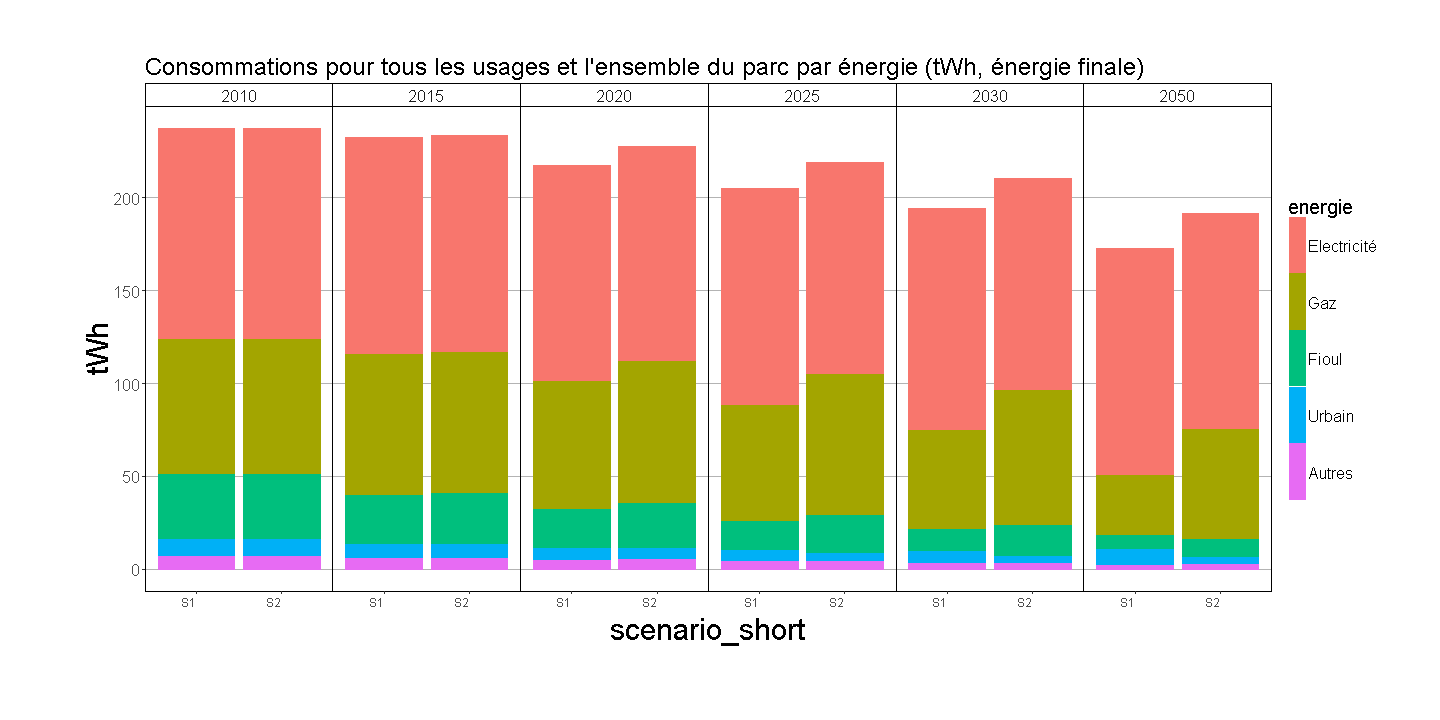 Consommations pour tous les usages et l'ensemble du parc par énergie (tWh, énergie finale)
2010 2015 2020 2025 2030 2050
tWh
200
150
100
50
0
S1 S2 S1 S2 S1 S2 S1 S2 S1 S2 S1 S2
scenario_short
energie
Electricité
Gaz
Fioul
Urbain
Autres